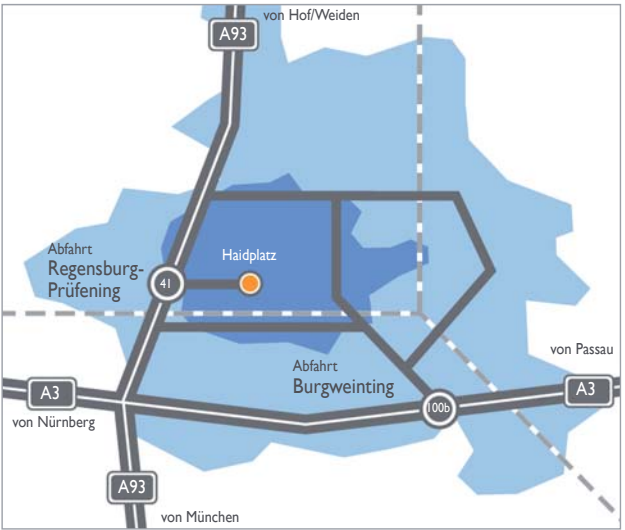 von Hof/Weiden
A93
Abfahrt
Regensburg-
Prüfening
41
Haidplatz
von Passau
Abfahrt
Burgweinting
A3
von Nürnberg
100b
A3
A93
von München